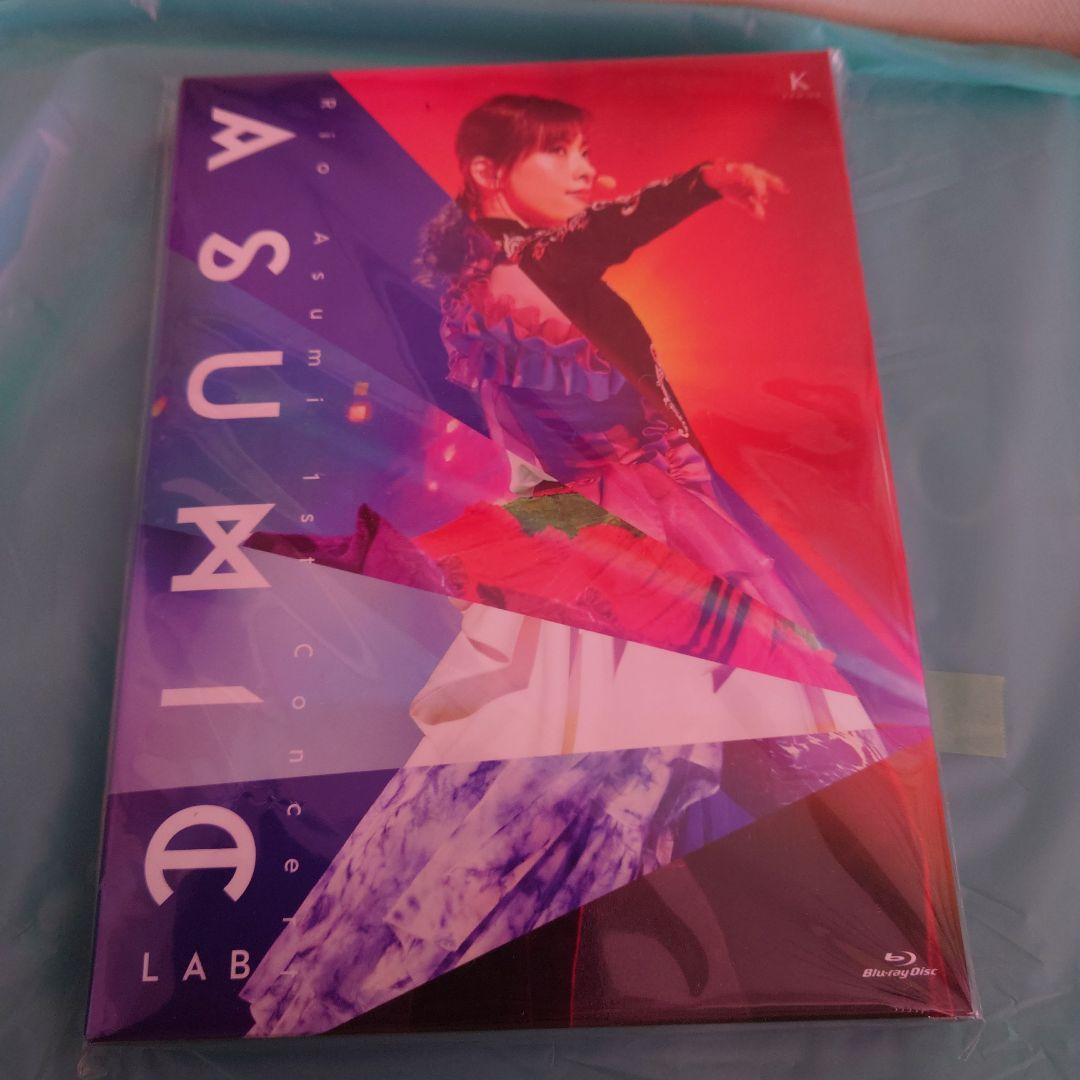 ASUMIC
LAB
Rio Asumi 1st Concert
K
Blu-ray Disc